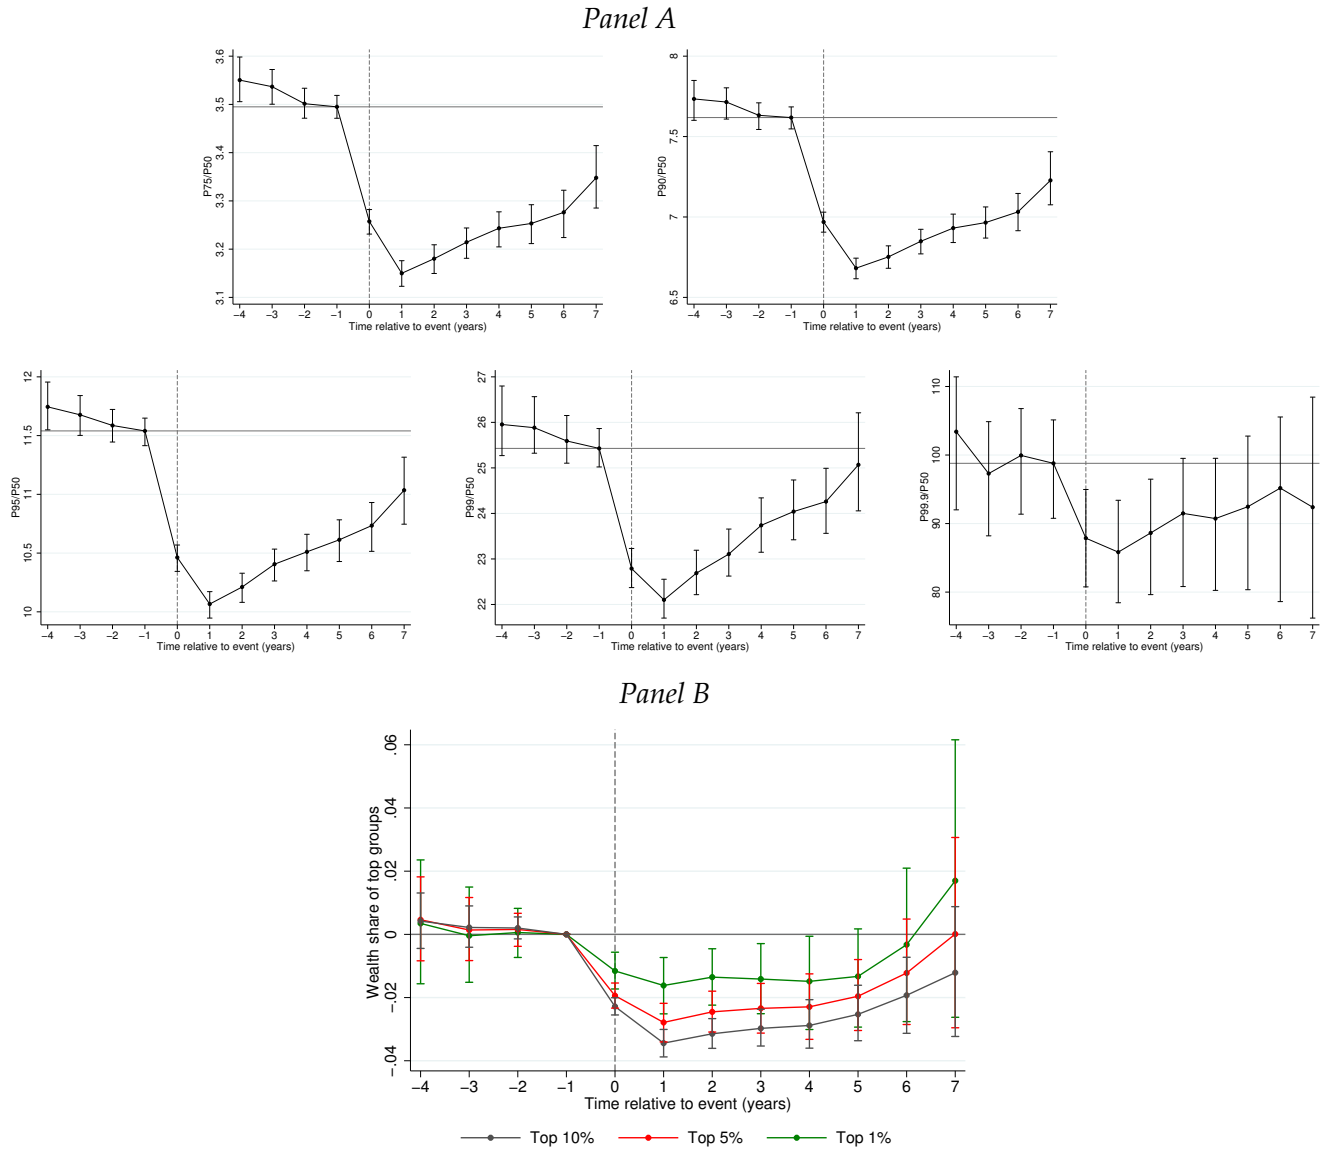 Panel A
P75/P50
3.6
3.5
3.4
3.3
3.2
3.1
−4 −3 −2 −1 0 1 2 3 4 5 6 7
Time relative to event (years)
P90/P50
8
7.5
7
6.5
−4 −3 −2 −1 0 1 2 3 4 5 6 7
Time relative to event (years)
P95/P50
12
11.5
11
10.5
10
−4 −3 −2 −1 0 1 2 3 4 5 6 7
Time relative to event (years)
P99/P50
27
26
25
24
23
22
−4 −3 −2 −1 0 1 2 3 4 5 6 7
Time relative to event (years)
P99.9/P50
110
100
90
80
−4 −3 −2 −1 0 1 2 3 4 5 6 7
Time relative to event (years)
Panel B
Wealth share of top groups
.06
.04
.02
0
−.02
−.04
−4 −3 −2 −1 0 1 2 3 4 5 6 7
Time relative to event (years)
Top 10% Top 5% Top 1%